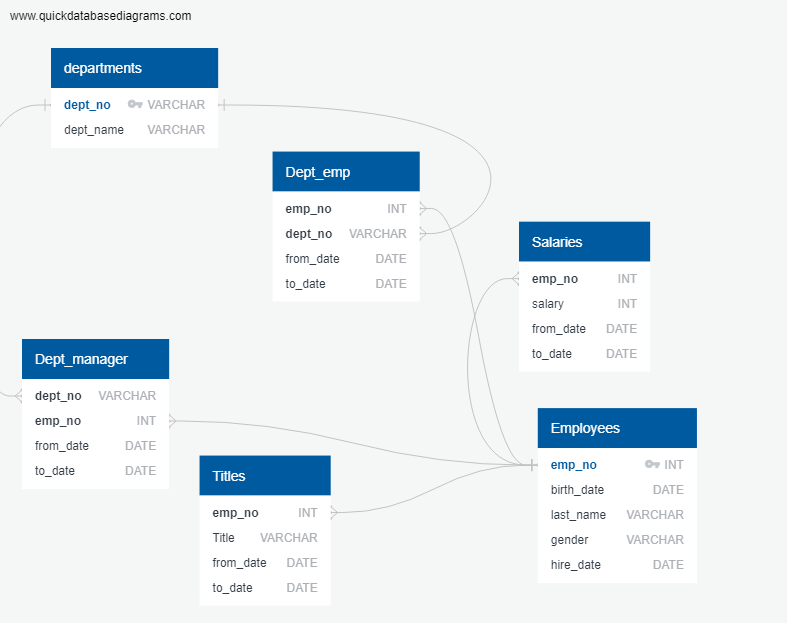 www.quickdatabasediagrams.com
departments
dept_no VARCHAR
dept_name VARCHAR
Dept_emp
emp_no INT
dept_no VARCHAR
from_date DATE
to_date DATE
Salaries
emp_no INT
salary INT
from_date DATE
to_date DATE
Dept_manager
dept_no VARCHAR
emp_no INT
from_date DATE
to_date DATE
Titles
emp_no INT
Title VARCHAR
from_date DATE
to_date DATE
Employees
emp_no INT
birth_date DATE
last_name VARCHAR
gender VARCHAR
hire_date DATE